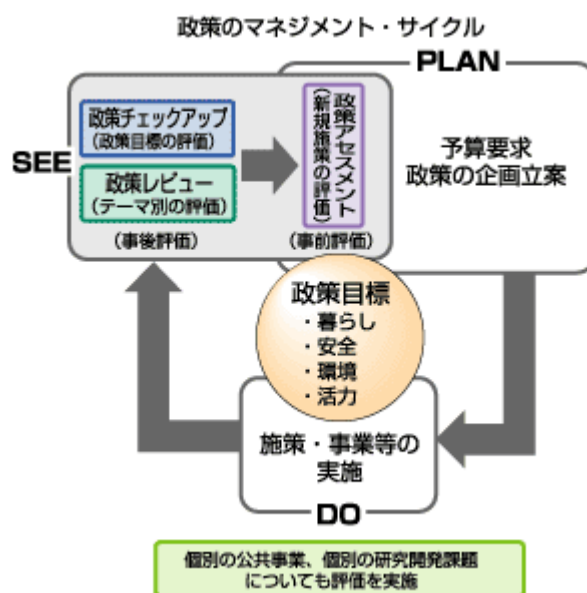 政策のマネジメント・サイクル
PLAN
SEE
政策チェックアップ
(政策目標の評価)
政策レビュー
(テーマ別の評価)
(事後評価)
政策アセスメント
(新規施策の評価)
(事前評価)
予算要求
政策の企画立案
政策目標
・暮らし
・安全
・環境
・活力
施策・事業等の
実施
DO
個別の公共事業、個別の研究開発課題
についても評価を実施